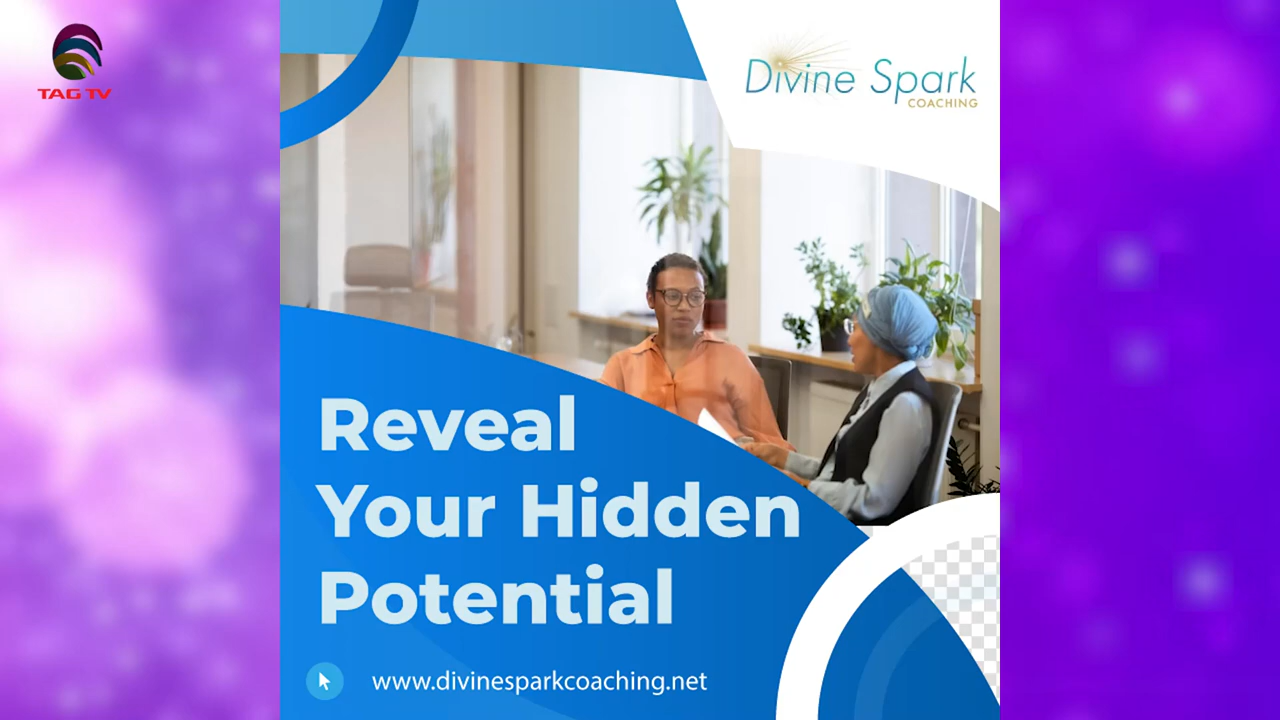 TAG TV
Divine Spark
COACHING
Reveal
Your Hidden
Potential
www.divinesparkcoaching.net